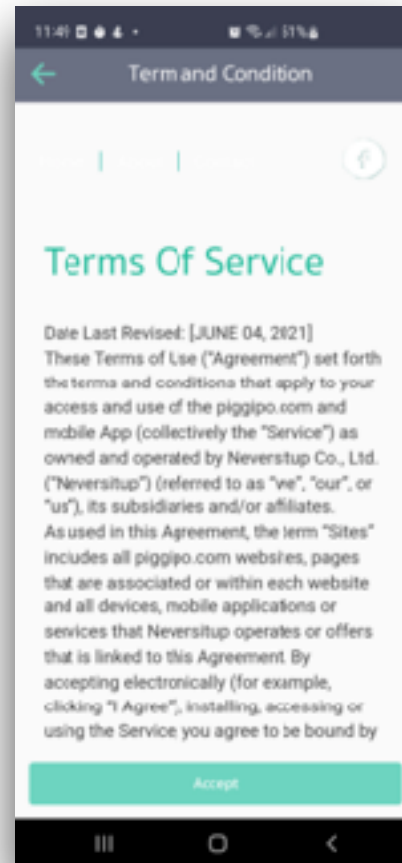 11:49
51%
Term and Condition
Terms Of Service
Date Last Revised: [JUNE 04, 2021]
These Terms of Use ("Agreement") set forth
the terms and conditions that apply to your
access and use of the piggipo.com and
mobile App (collectively the "Service") as
owned and operated by Neverstup Co., Ltd.
("Neversitup") (referred to as "we", "our", or
"us"), its subsidiaries and/or affiliates.
As used in this Agreement, the term "Sites"
includes all piggipo.com websites, pages
that are associated or within each website
and all devices, mobile applications or
services that Neversitup operates or offers
that is linked to this Agreement. By
accepting electronically (for example,
clicking "I Agree"), installing, accessing or
using the Service you agree to be bound by
Accept